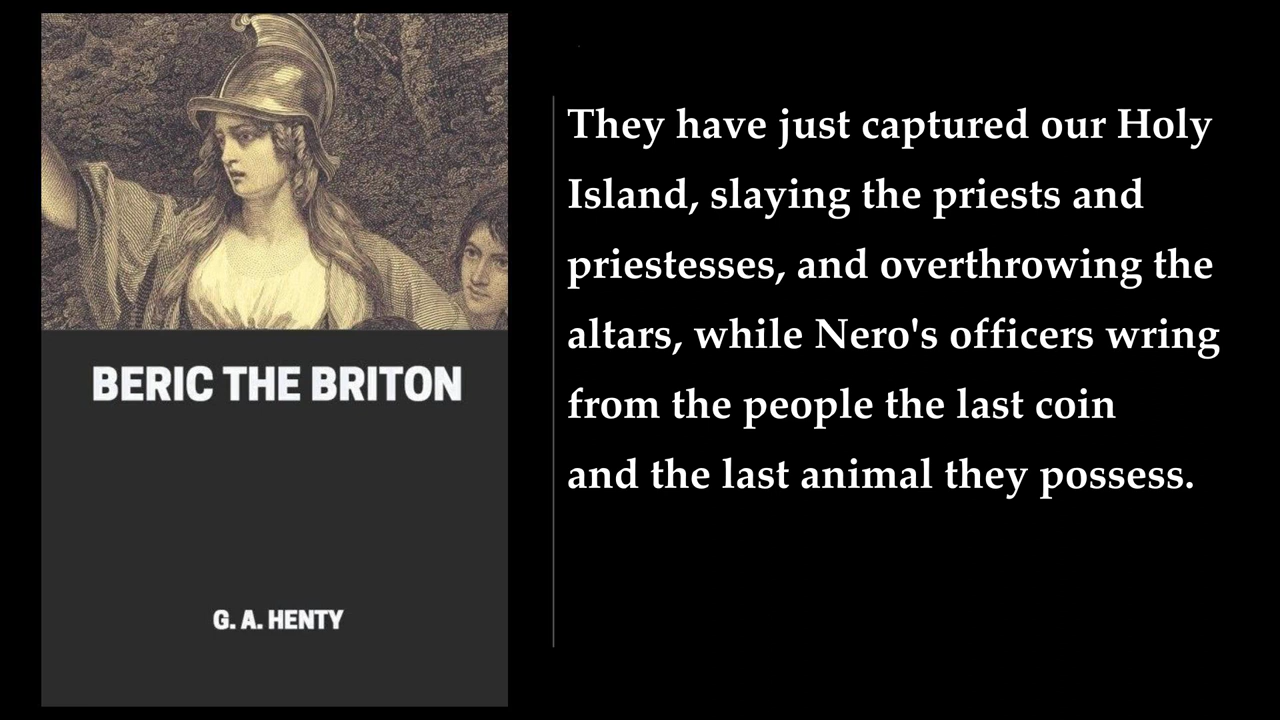 BERIC THE BRITON
G. A. HENTY
They have just captured our Holy
Island, slaying the priests and
priestesses, and overthrowing the
altars, while Nero's officers wring
from the people the last coin
and the last animal they possess.